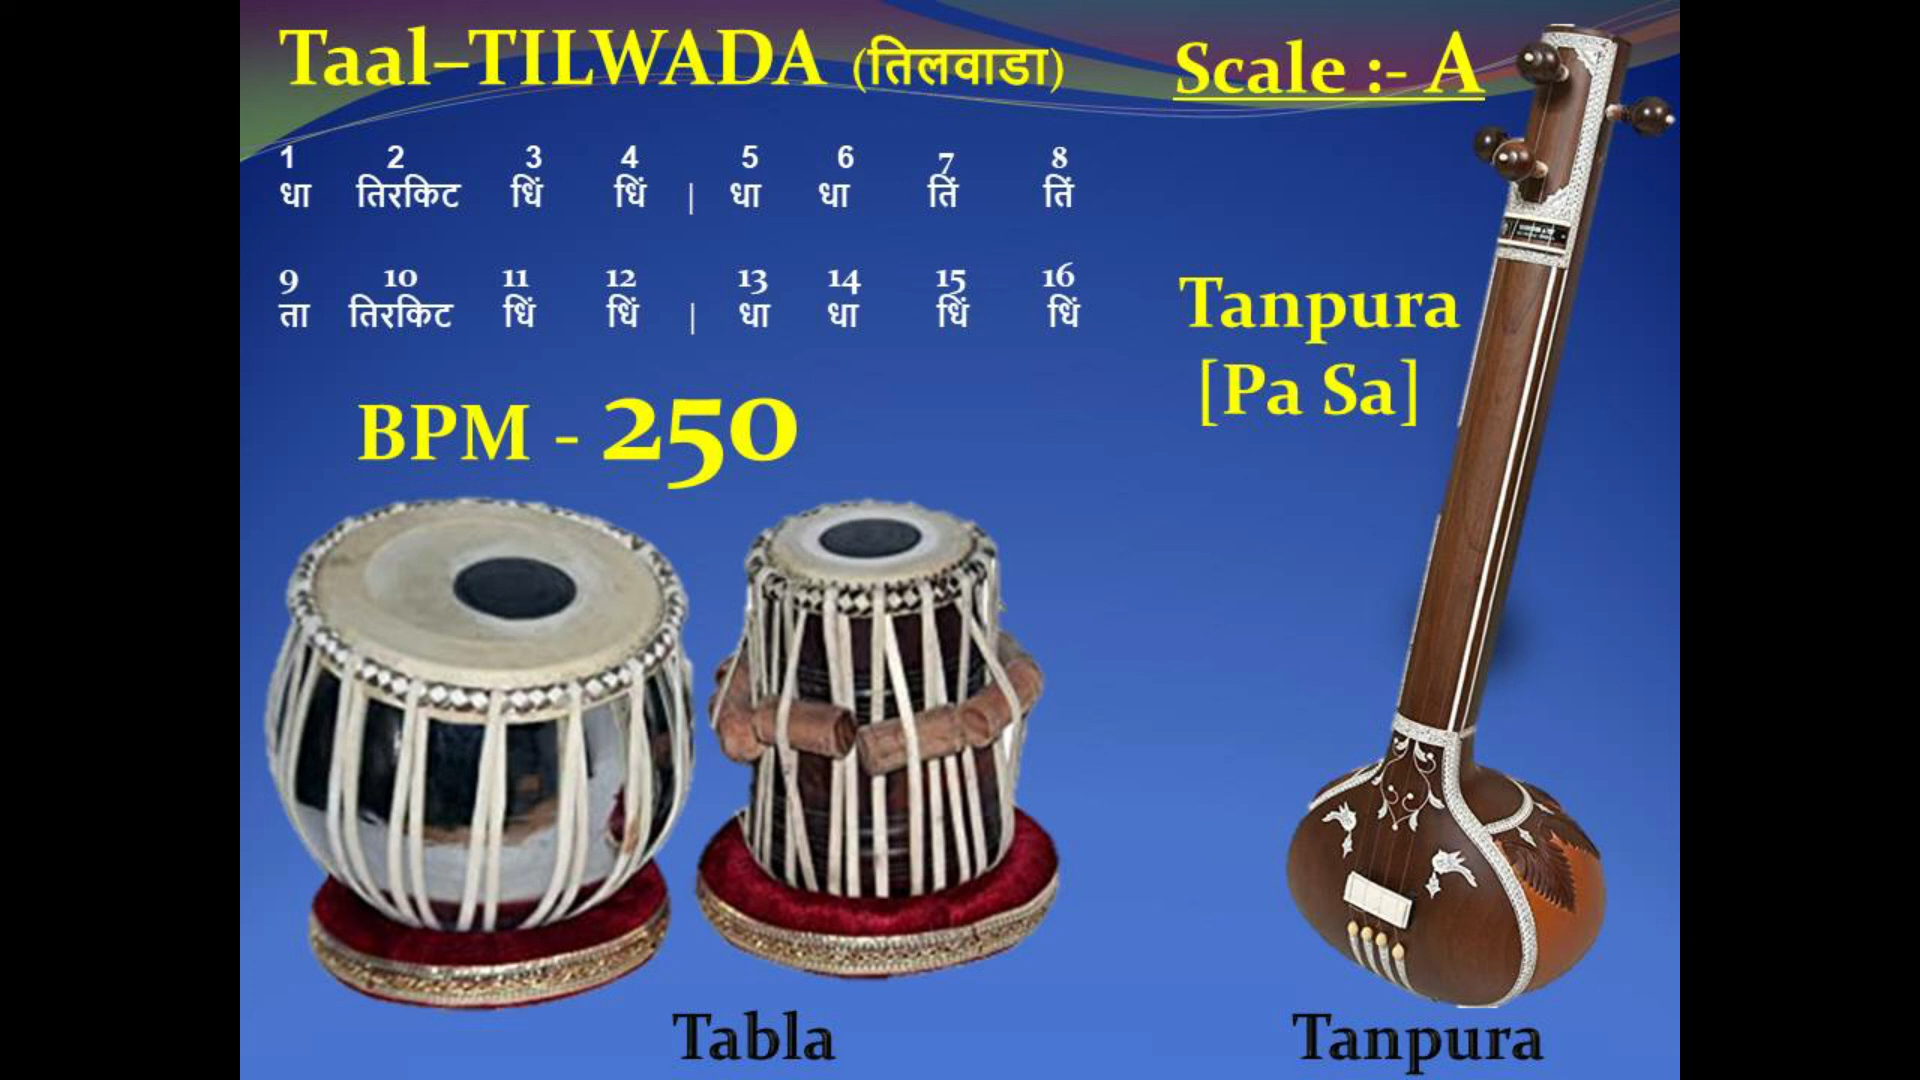 Taal–TILWADA (तिलवाडा)
Scale :- A
1 2 3 4 5 6 7 8
धा तिरकिट धिं धिं | धा धा तिं तिं
9 10 11 12 13 14 15 16
ता तिरकिट धिं धिं | धा धा धिं धिं
Tanpura
[Pa Sa]
BPM - 250
Tabla
Tanpura